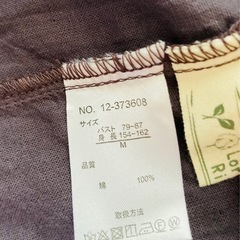 NO. 12-373608
サイズ
バスト 79~87
身長 154~162
M
品質
綿 100%
取扱方法